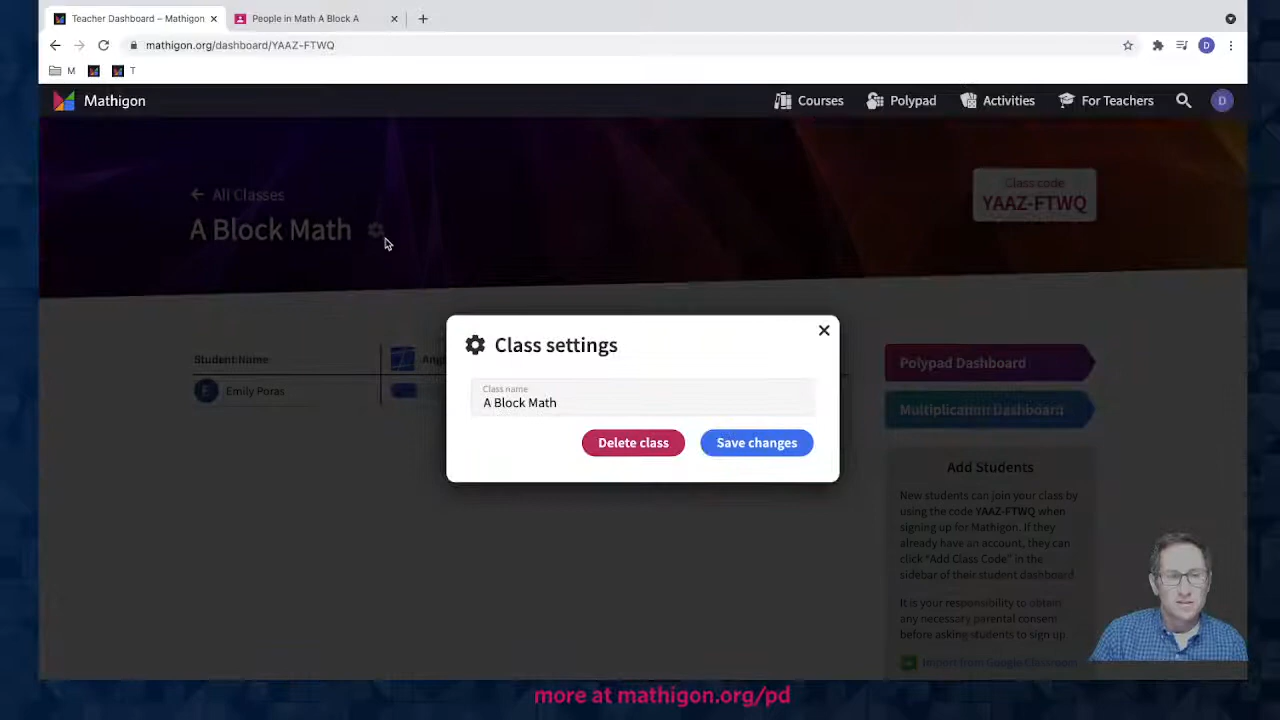 Teacher Dashboard – Mathigon
People in Math A Block A
mathigon.org/dashboard/YAAZ-FTWQ
D
M
T
Mathigon
Courses
Polypad
Activities
For Teachers
D
All Classes
A Block Math
Class code
YAAZ-FTWQ
Class settings
Class name
A Block Math
Delete class
Save changes
Student Name
E
Emily Poras
Polypad Dashboard
Multiplication Dashboard
Add Students
New students can join your class by
using the code YAAZ-FTWQ when
signing up for Mathigon. If they
already have an account, they can
click "Add Class Code" in the
sidebar of their student dashboard
It is your responsibility to obtain
any necessary parental consent
before asking students to sign up
Import from Google Classroom
more at mathigon.org/pd